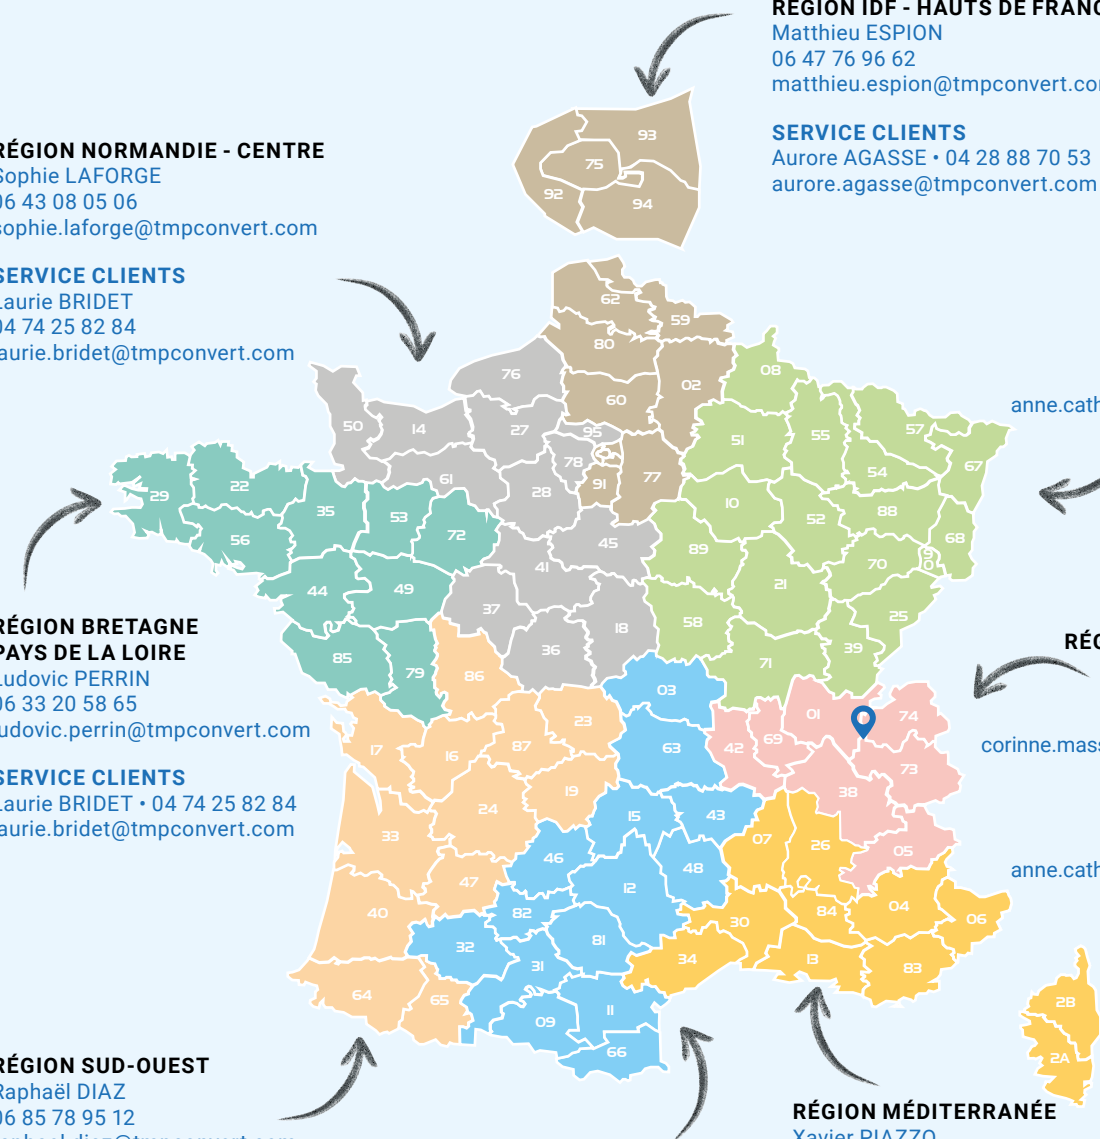 RÉGION IDF - HAUTS DE FRANC
Matthieu ESPION
06 47 76 96 62
matthieu.espion@tmpconvert.co
SERVICE CLIENTS
Aurore AGASSE • 04 28 88 70 53
aurore.agasse@tmpconvert.com
RÉGION NORMANDIE - CENTRE
Sophie LAFORGE
06 43 08 05 06
sophie.laforge@tmpconvert.com
SERVICE CLIENTS
Laurie BRIDET
04 74 25 82 84
laurie.bridet@tmpconvert.com
93
75
92
94
62
59
80
76
02
08
60
50
14
27
95
51
55
57
67
78
77
54
61
91
28
29
22
35
53
72
10
52
88
68
56
45
89
70
90
41
44
49
21
37
18
58
25
36
85
79
86
71
39
03
01
74
17
16
87
23
63
42
69
73
19
38
24
15
43
33
07
26
05
46
47
12
48
40
82
30
84
04
06
32
81
34
13
83
31
64
65
09
11
66
2B
2A
anne.cath
RÉGION BRETAGNE
PAYS DE LA LOIRE
Ludovic PERRIN
06 33 20 58 65
ludovic.perrin@tmpconvert.com
SERVICE CLIENTS
Laurie BRIDET • 04 74 25 82 84
laurie.bridet@tmpconvert.com
RÉG
corinne.mass
anne.cath
RÉGION SUD-OUEST
Raphaël DIAZ
06 85 78 95 12
raphael.diaz@tmpconvert.com
RÉGION MÉDITERRANÉE
Xavier PIAZZO